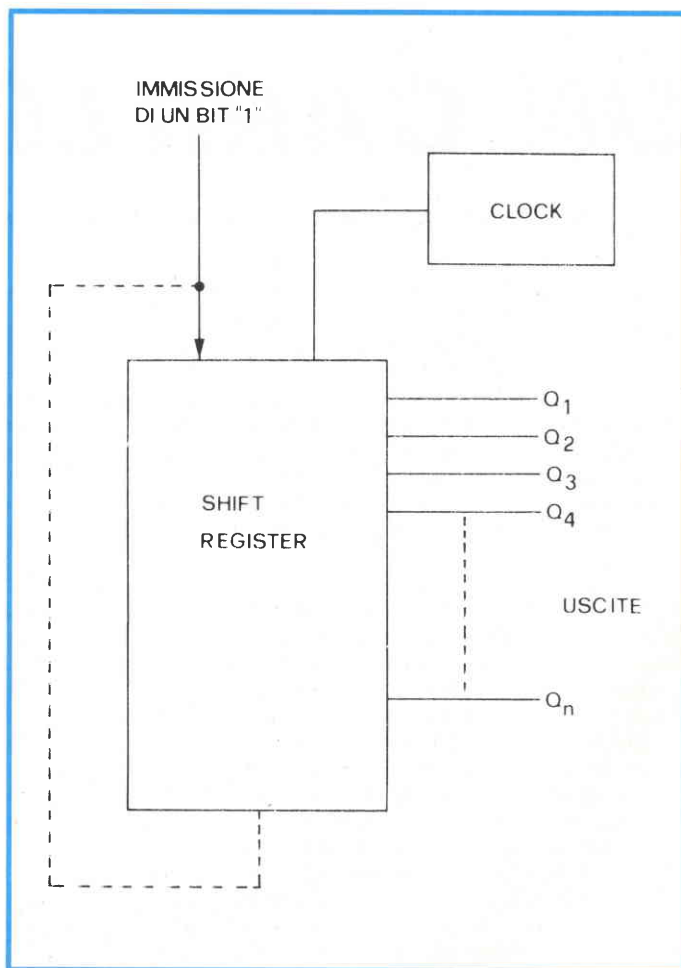 IMMISSIONE
DI UN BIT "1"
CLOCK
Q1
Q2
Q3
SHIFT
Q4
REGISTER
USCITE
Qn